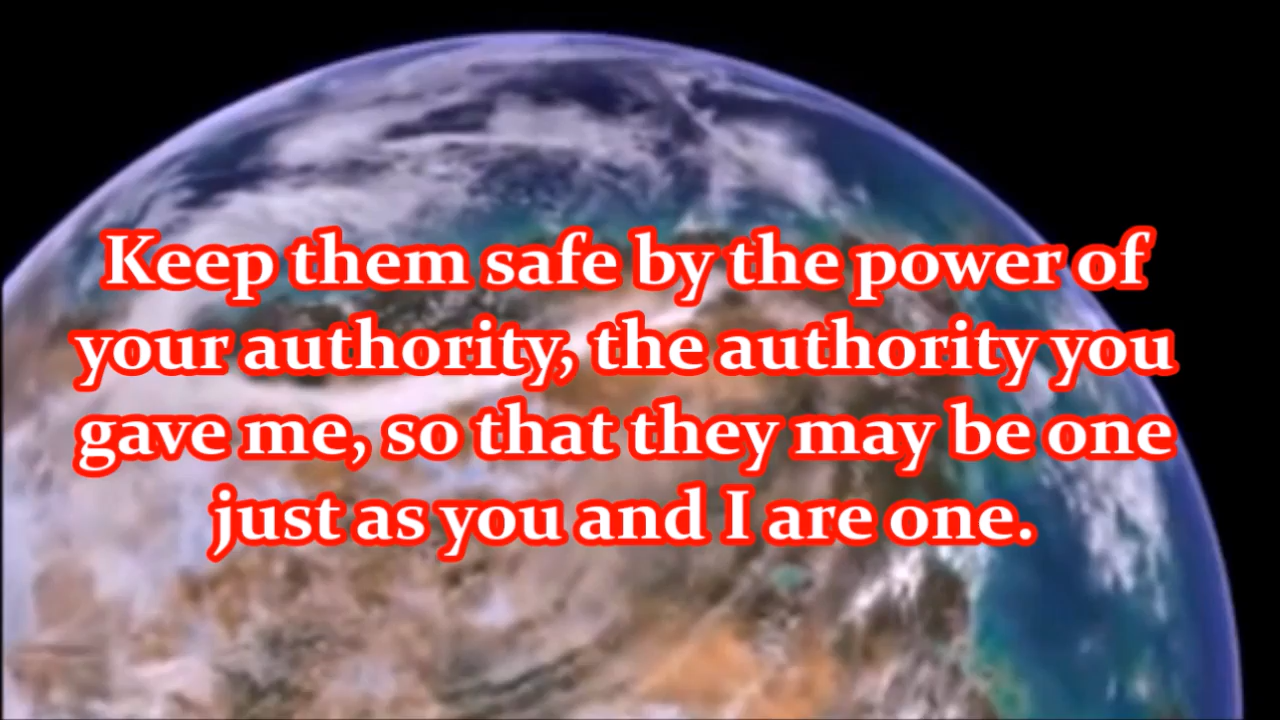 Keep them safe by the power of
your authority, the authority you
gave me, so that they may be one
just as you and I are one.